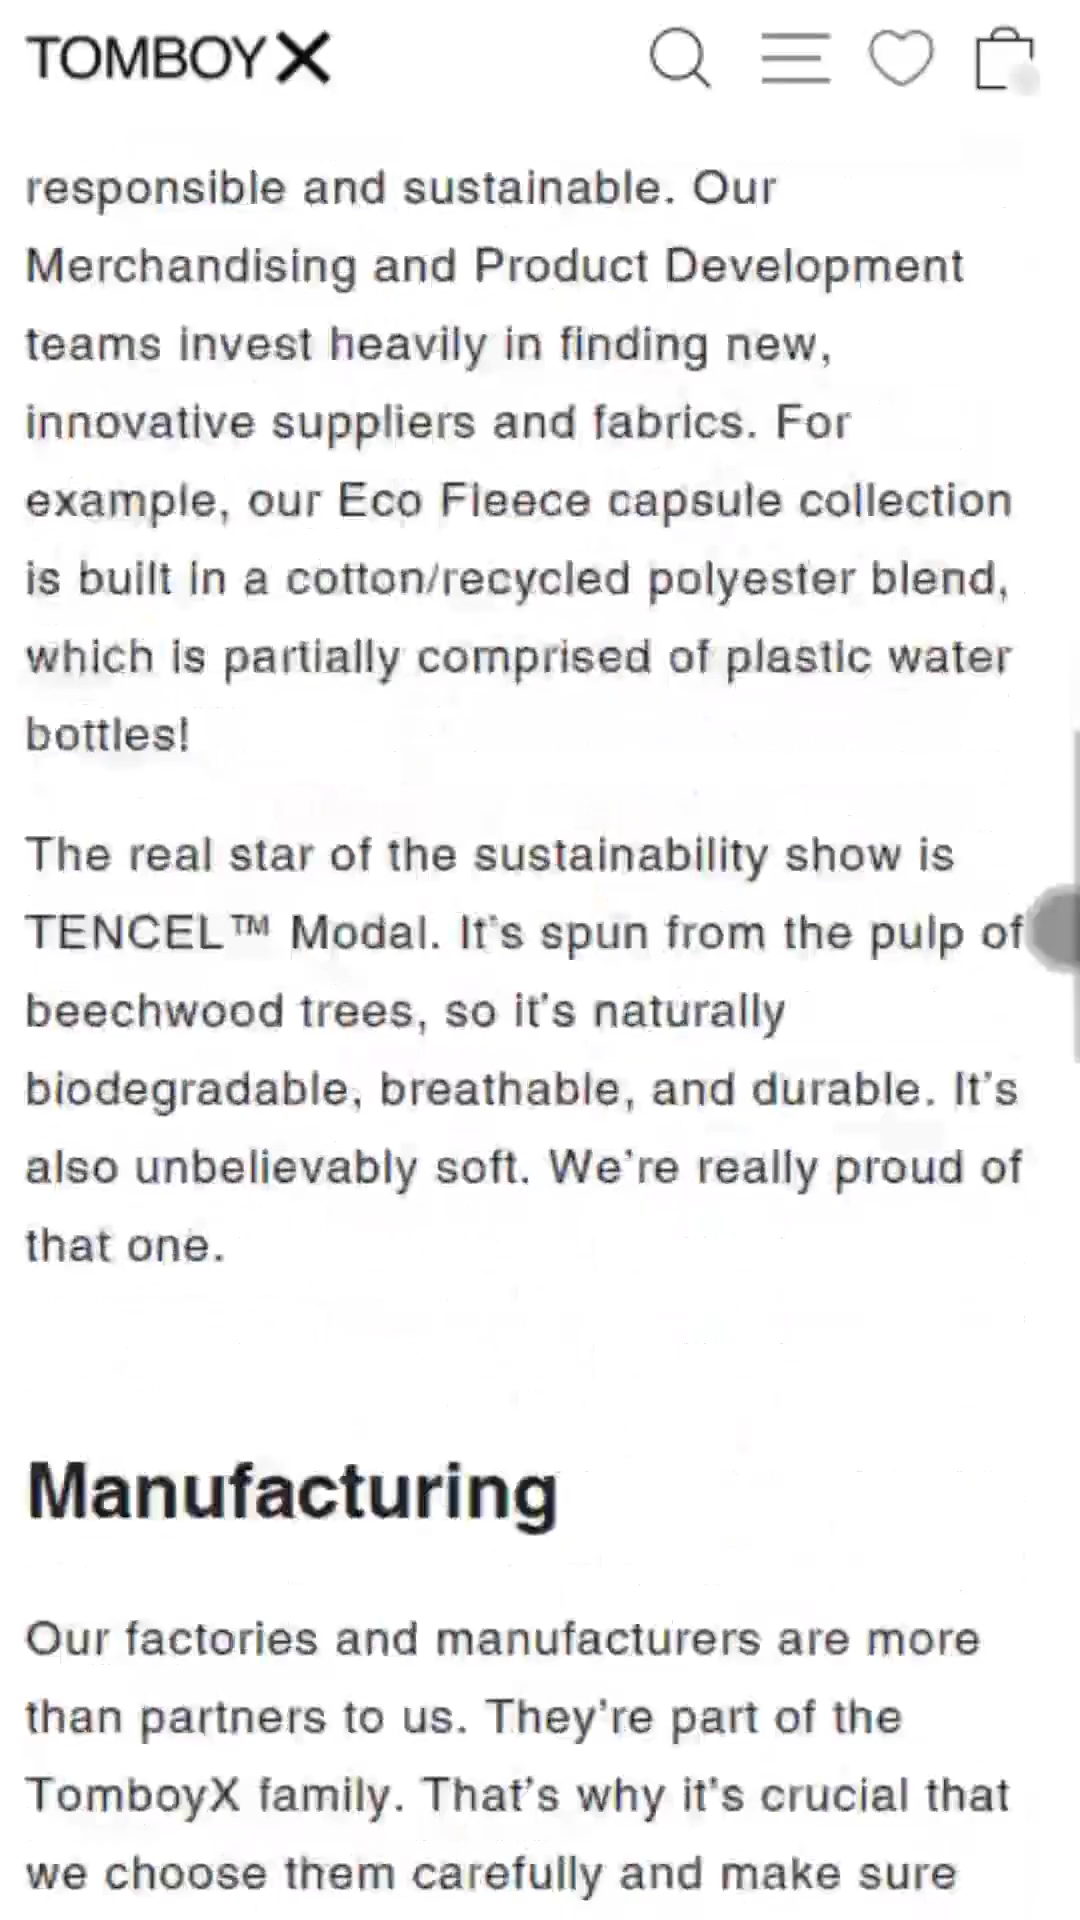 TOMBOYX
responsible and sustainable. Our
Merchandising and Product Development
teams invest heavily in finding new,
innovative suppliers and fabrics. For
example, our Eco Fleece capsule collection
is built in a cotton/recycled polyester blend,
which is partially comprised of plastic water
bottles!
The real star of the sustainability show is
TENCEL™ Modal. It's spun from the pulp of
beechwood trees, so it's naturally
biodegradable, breathable, and durable. It's
also unbelievably soft. We're really proud of
that one.
Manufacturing
Our factories and manufacturers are more
than partners to us. They're part of the
TomboyX family. That's why it's crucial that
we choose them carefully and make sure